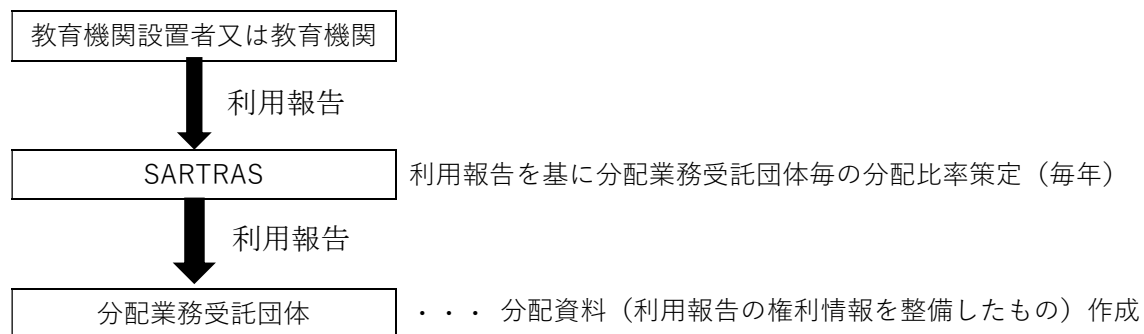 教育機関設置者又は教育機関
利用報告
SARTRAS 利用報告を基に分配業務受託団体毎の分配比率策定（毎年）
利用報告
分配業務受託団体 ・・・ 分配資料（利用報告の権利情報を整備したもの）作成